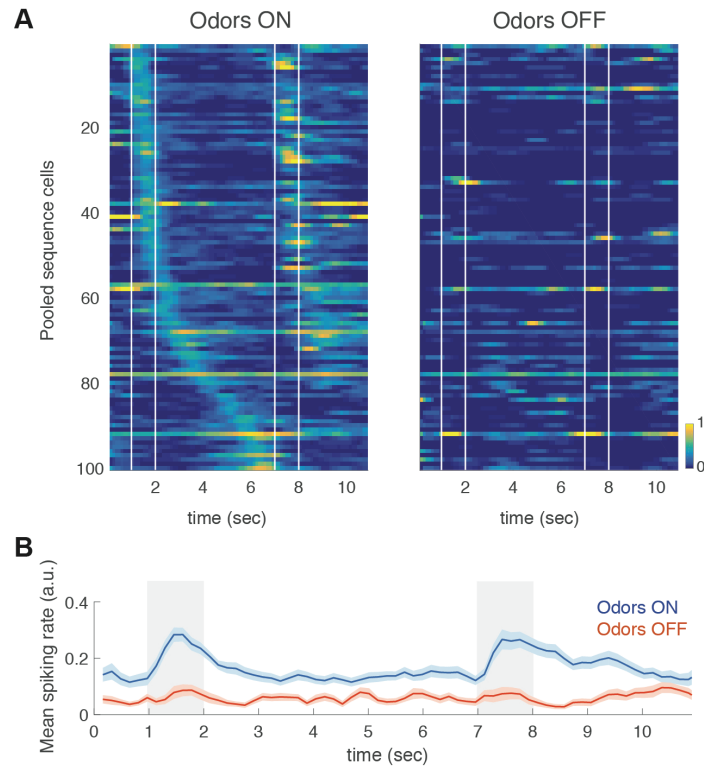 A
Odors ON
Odors OFF
Pooled sequence cells
20
40
60
80
100
2 4 6 8 10
2 4 6 8 10
1
0
time (sec)
time (sec)
B
Mean spiking rate (a.u.)
0.4
0.2
0
Odors ON
Odors OFF
0 1 2 3 4 5 6 7 8 9 10
time (sec)